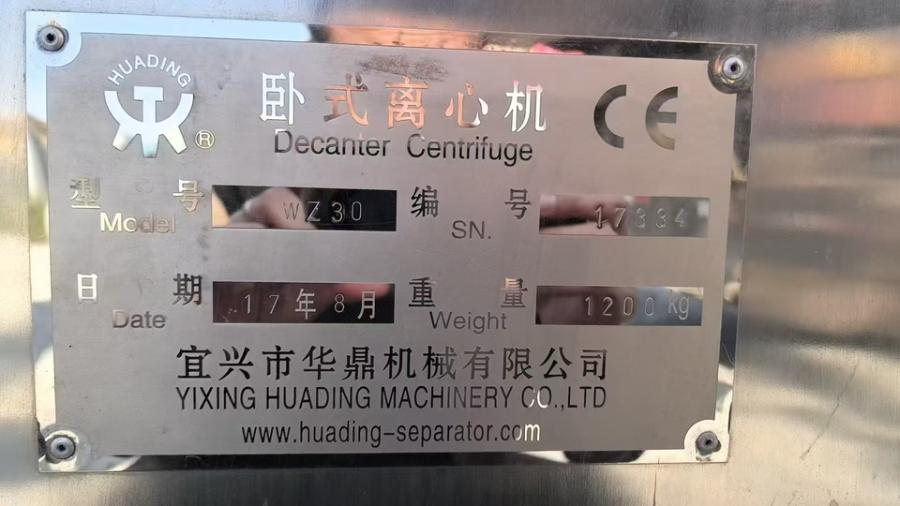 HUADING
®
卧式离心机 CE
Decanter Centrifuge
型号 WZ30 编号 17334
Model SN.
日期 17年8月 重量 1200kg
Date Weight
宜兴市华鼎机械有限公司
YIXING HUADING MACHINERY CO.,LTD
www.huading-separator.com